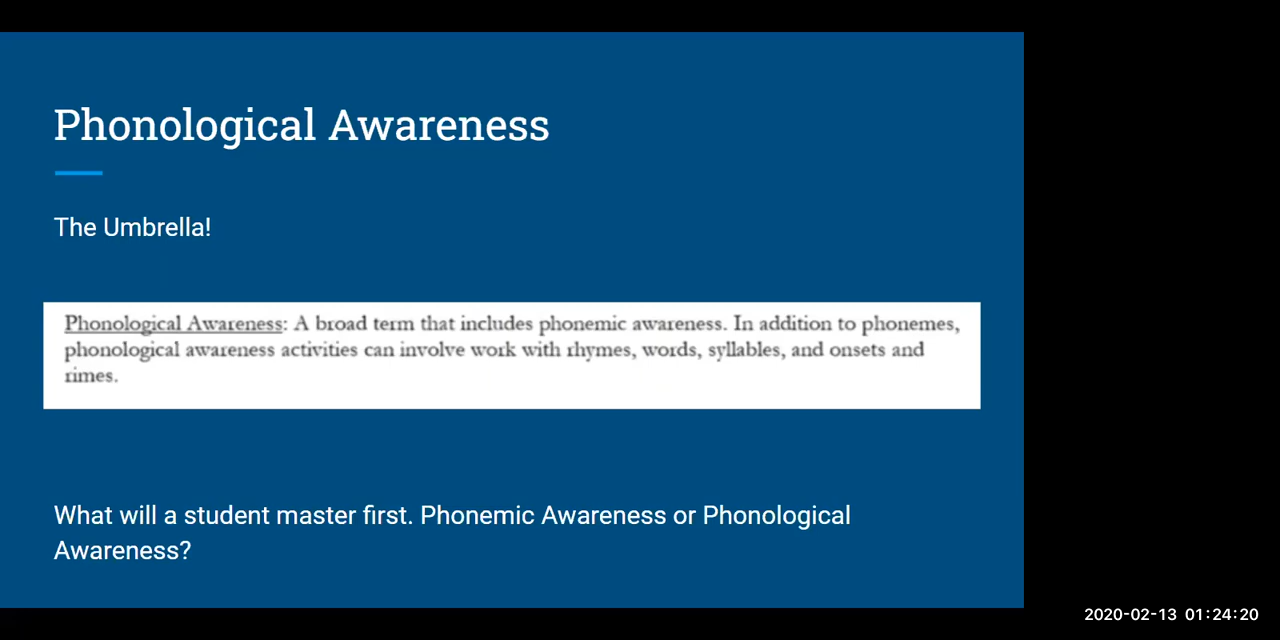 Phonological Awareness
The Umbrella!
Phonological Awareness: A broad term that includes phonemic awareness. In addition to phonemes,
phonological awareness activities can involve work with rhymes, words, syllables, and onsets and
rimes.
What will a student master first. Phonemic Awareness or Phonological
Awareness?
2020-02-13 01:24:20